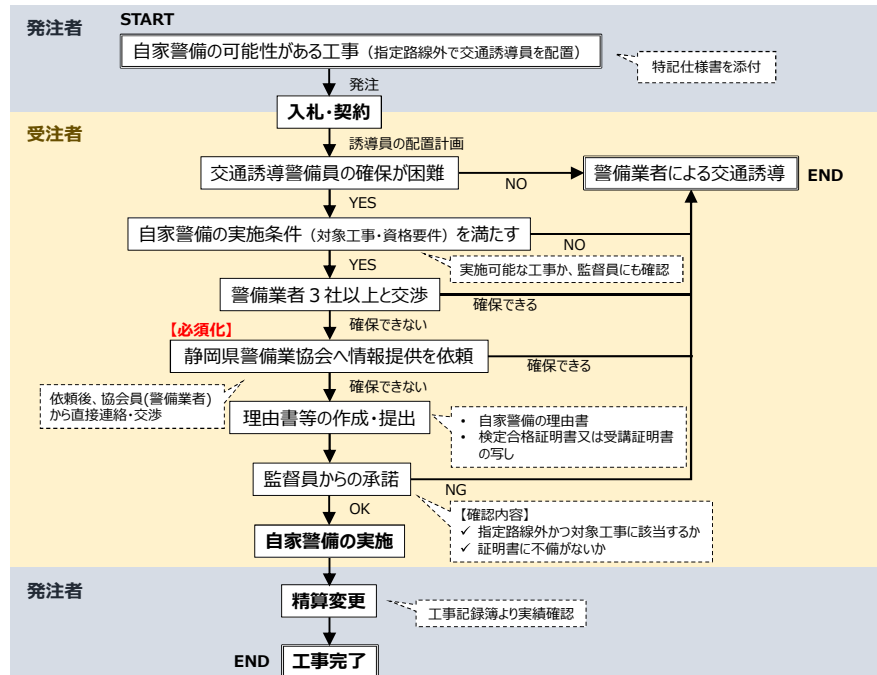 発注者
START
自家警備の可能性がある工事（指定路線外で交通誘導員を配置）
特記仕様書を添付
発注
入札・契約
受注者
誘導員の配置計画
交通誘導警備員の確保が困難
NO
警備業者による交通誘導
END
YES
自家警備の実施条件（対象工事・資格要件）を満たす
NO
実施可能な工事か、監督員にも確認
YES
警備業者３社以上と交渉
確保できる
確保できない
【必須化】
静岡県警備業協会へ情報提供を依頼
確保できる
依頼後、協会員(警備業者)
から直接連絡・交渉
確保できない
理由書等の作成・提出
• 自家警備の理由書
• 検定合格証明書又は受講証明書
の写し
監督員からの承諾
NG
OK
【確認内容】
✓ 指定路線外かつ対象工事に該当するか
✓ 証明書に不備がないか
自家警備の実施
発注者
精算変更
工事記録簿より実績確認
END
工事完了